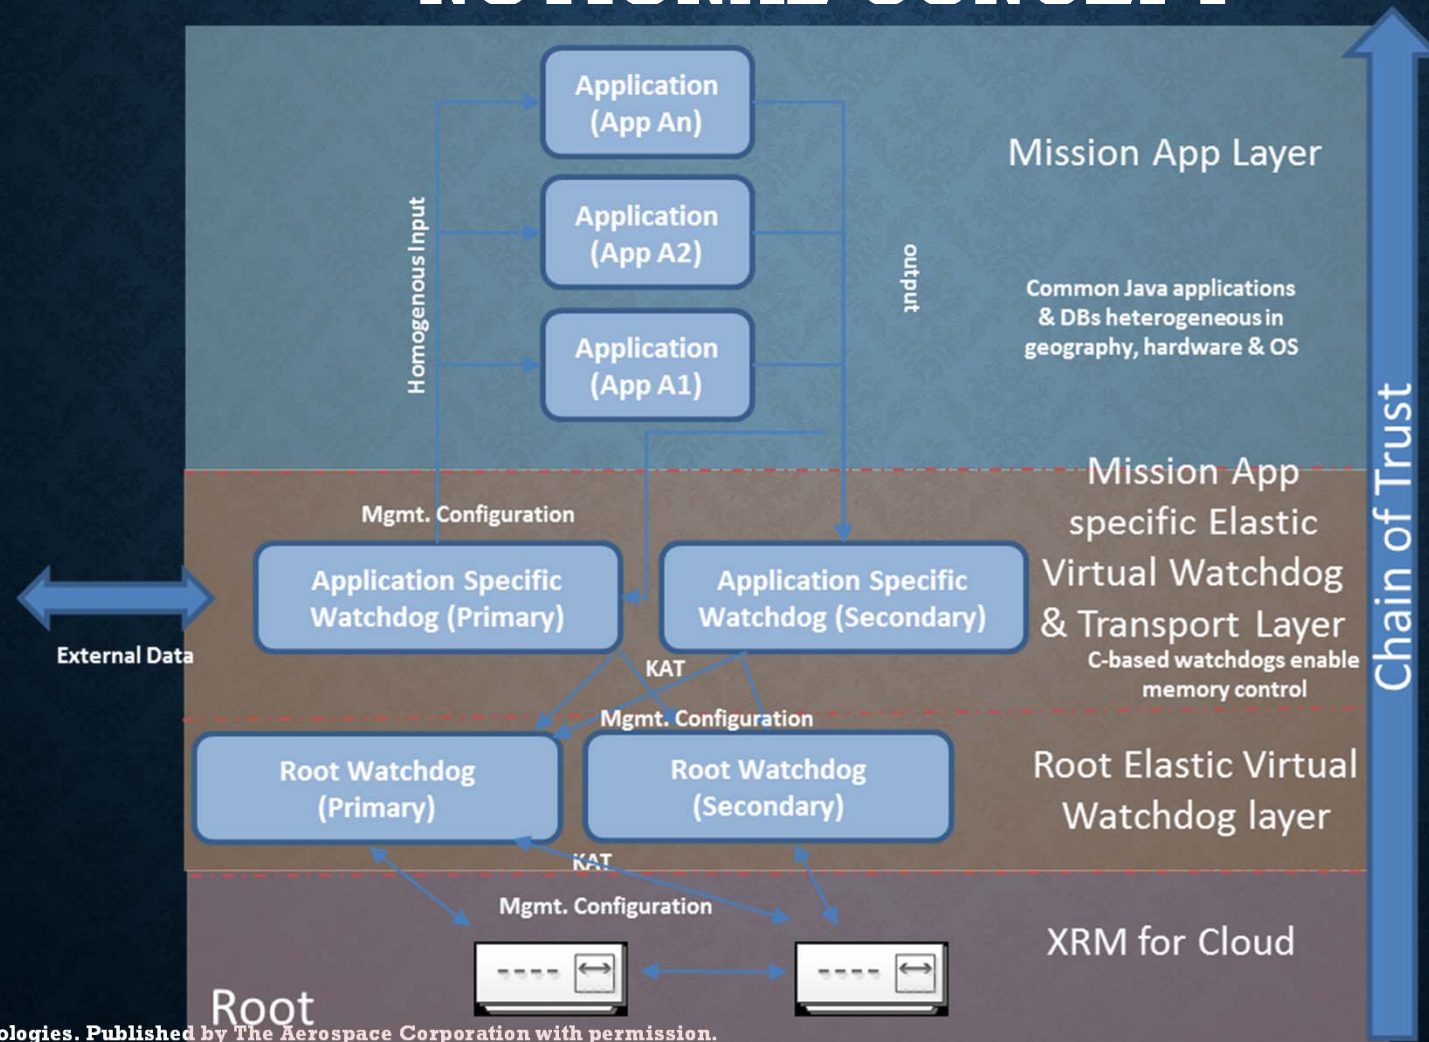 NOTIONAL CONCEPT
Application
(App An)
Mission App Layer
Application
(App A2)
Homogenous Input
output
Common Java applications
& DBs heterogeneous in
geography, hardware & OS
Application
(App A1)
Chain of Trust
Mission App
specific Elastic
Virtual Watchdog
& Transport Layer
Mgmt. Configuration
Application Specific
Watchdog (Primary)
Application Specific
Watchdog (Secondary)
External Data
KAT
C-based watchdogs enable
memory control
Mgmt. Configuration
Root Watchdog
(Primary)
Root Watchdog
(Secondary)
Root Elastic Virtual
Watchdog layer
KAT
Mgmt. Configuration
XRM for Cloud
Root
ologies. Published by The Aerospace Corporation with permission.